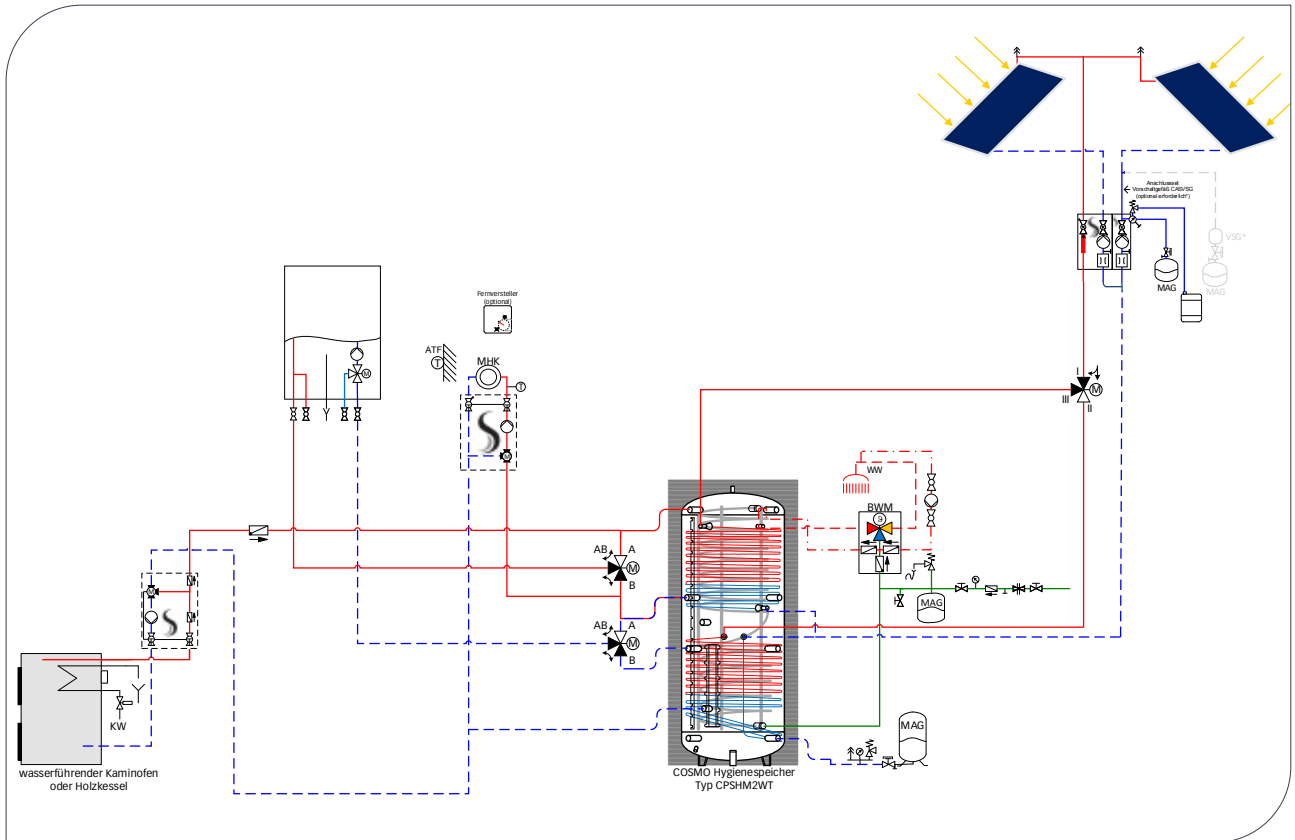 Anschlussset
Vorschaltgefäß CASVSG
(optional erforderlich*)
VSG*
MAG
MAG
Fernversteller
(optional)
ATF
T
MHK
T
M
M
I
M
III
II
WW
BWM
AB
A
M
B
AB
A
M
B
M
MAG
KW
MAG
wasserführender Kaminofen
oder Holzkessel
COSMO Hygienespeicher
Typ CPSHM2WT